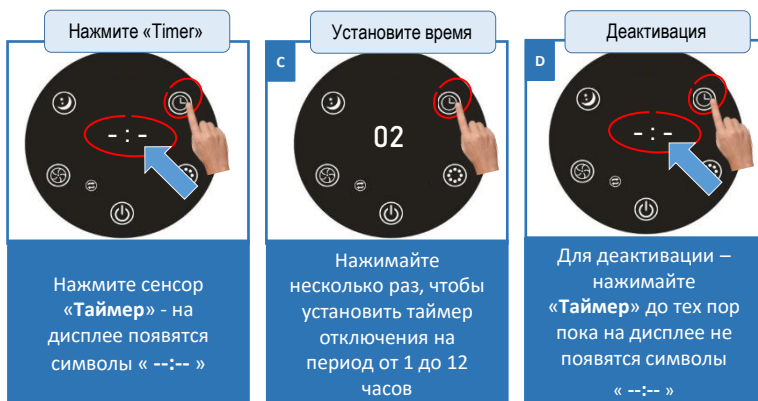 Нажмите «Timer»
- : -
Нажмите сенсор
«Таймер» - на
дисплее появятся
символы « --:-- »
Установите время
C
02
Нажимайте
несколько раз, чтобы
установить таймер
отключения на
период от 1 до 12
часов
Деактивация
D
- : -
Для деактивации –
нажимайте
«Таймер» до тех пор
пока на дисплее не
появятся символы
« --:-- »